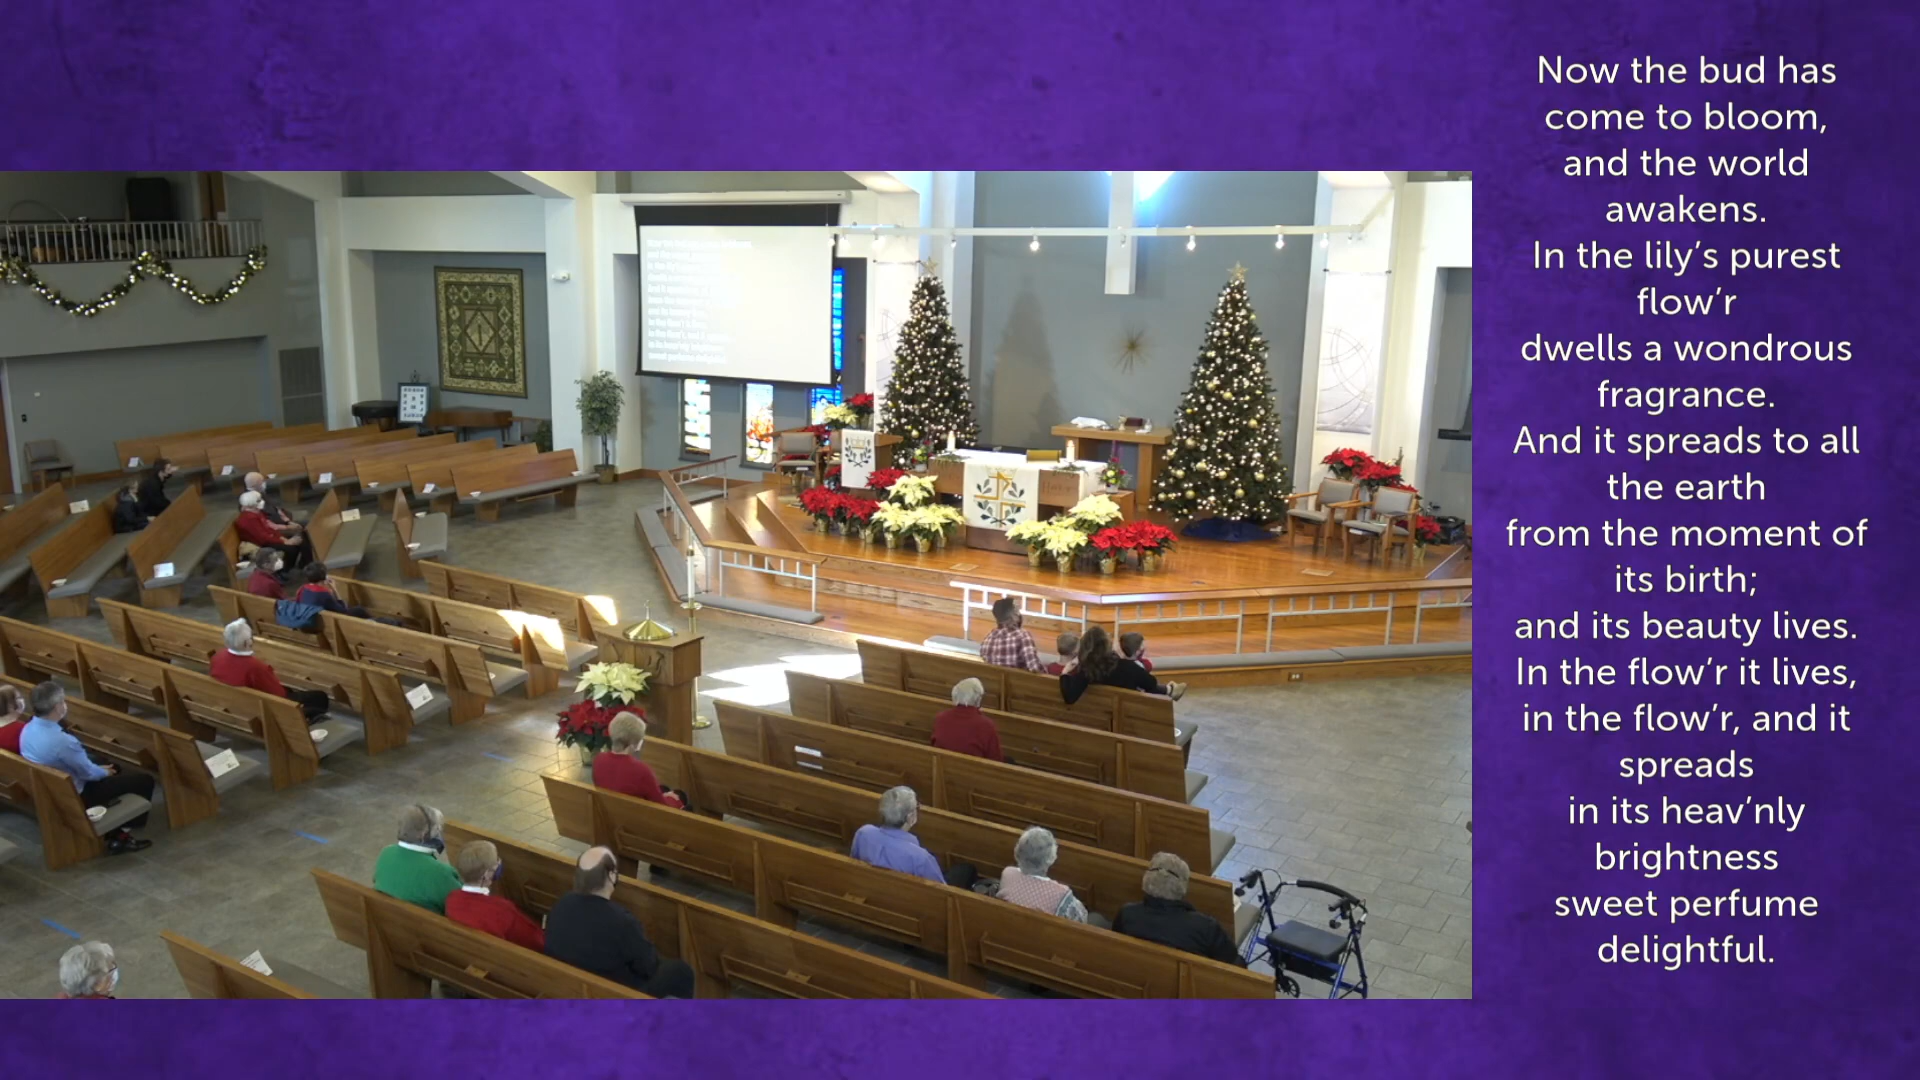 Now the bud has
come to bloom,
and the world
awakens.
In the lily’s purest
flow’r
dwells a wondrous
fragrance.
And it spreads to all
the earth
from the moment of
its birth;
and its beauty lives.
In the flow’r it lives,
in the flow’r, and it
spreads
in its heav’nly
brightness
sweet perfume
delightful.